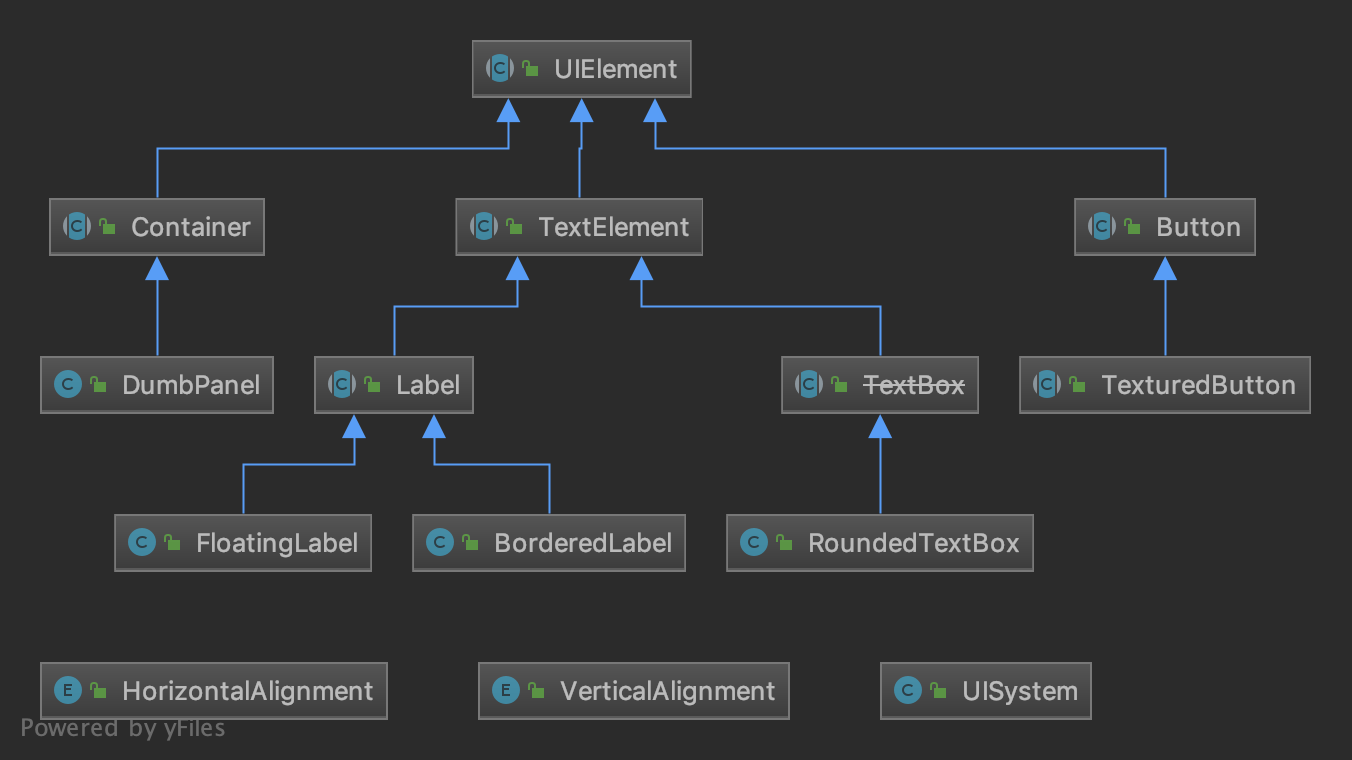 UIElement
Container
TextElement
Button
DumbPanel
Label
TextBox
TexturedButton
FloatingLabel
BorderedLabel
RoundedTextBox
HorizontalAlignment
VerticalAlignment
UISystem
Powered by yFiles